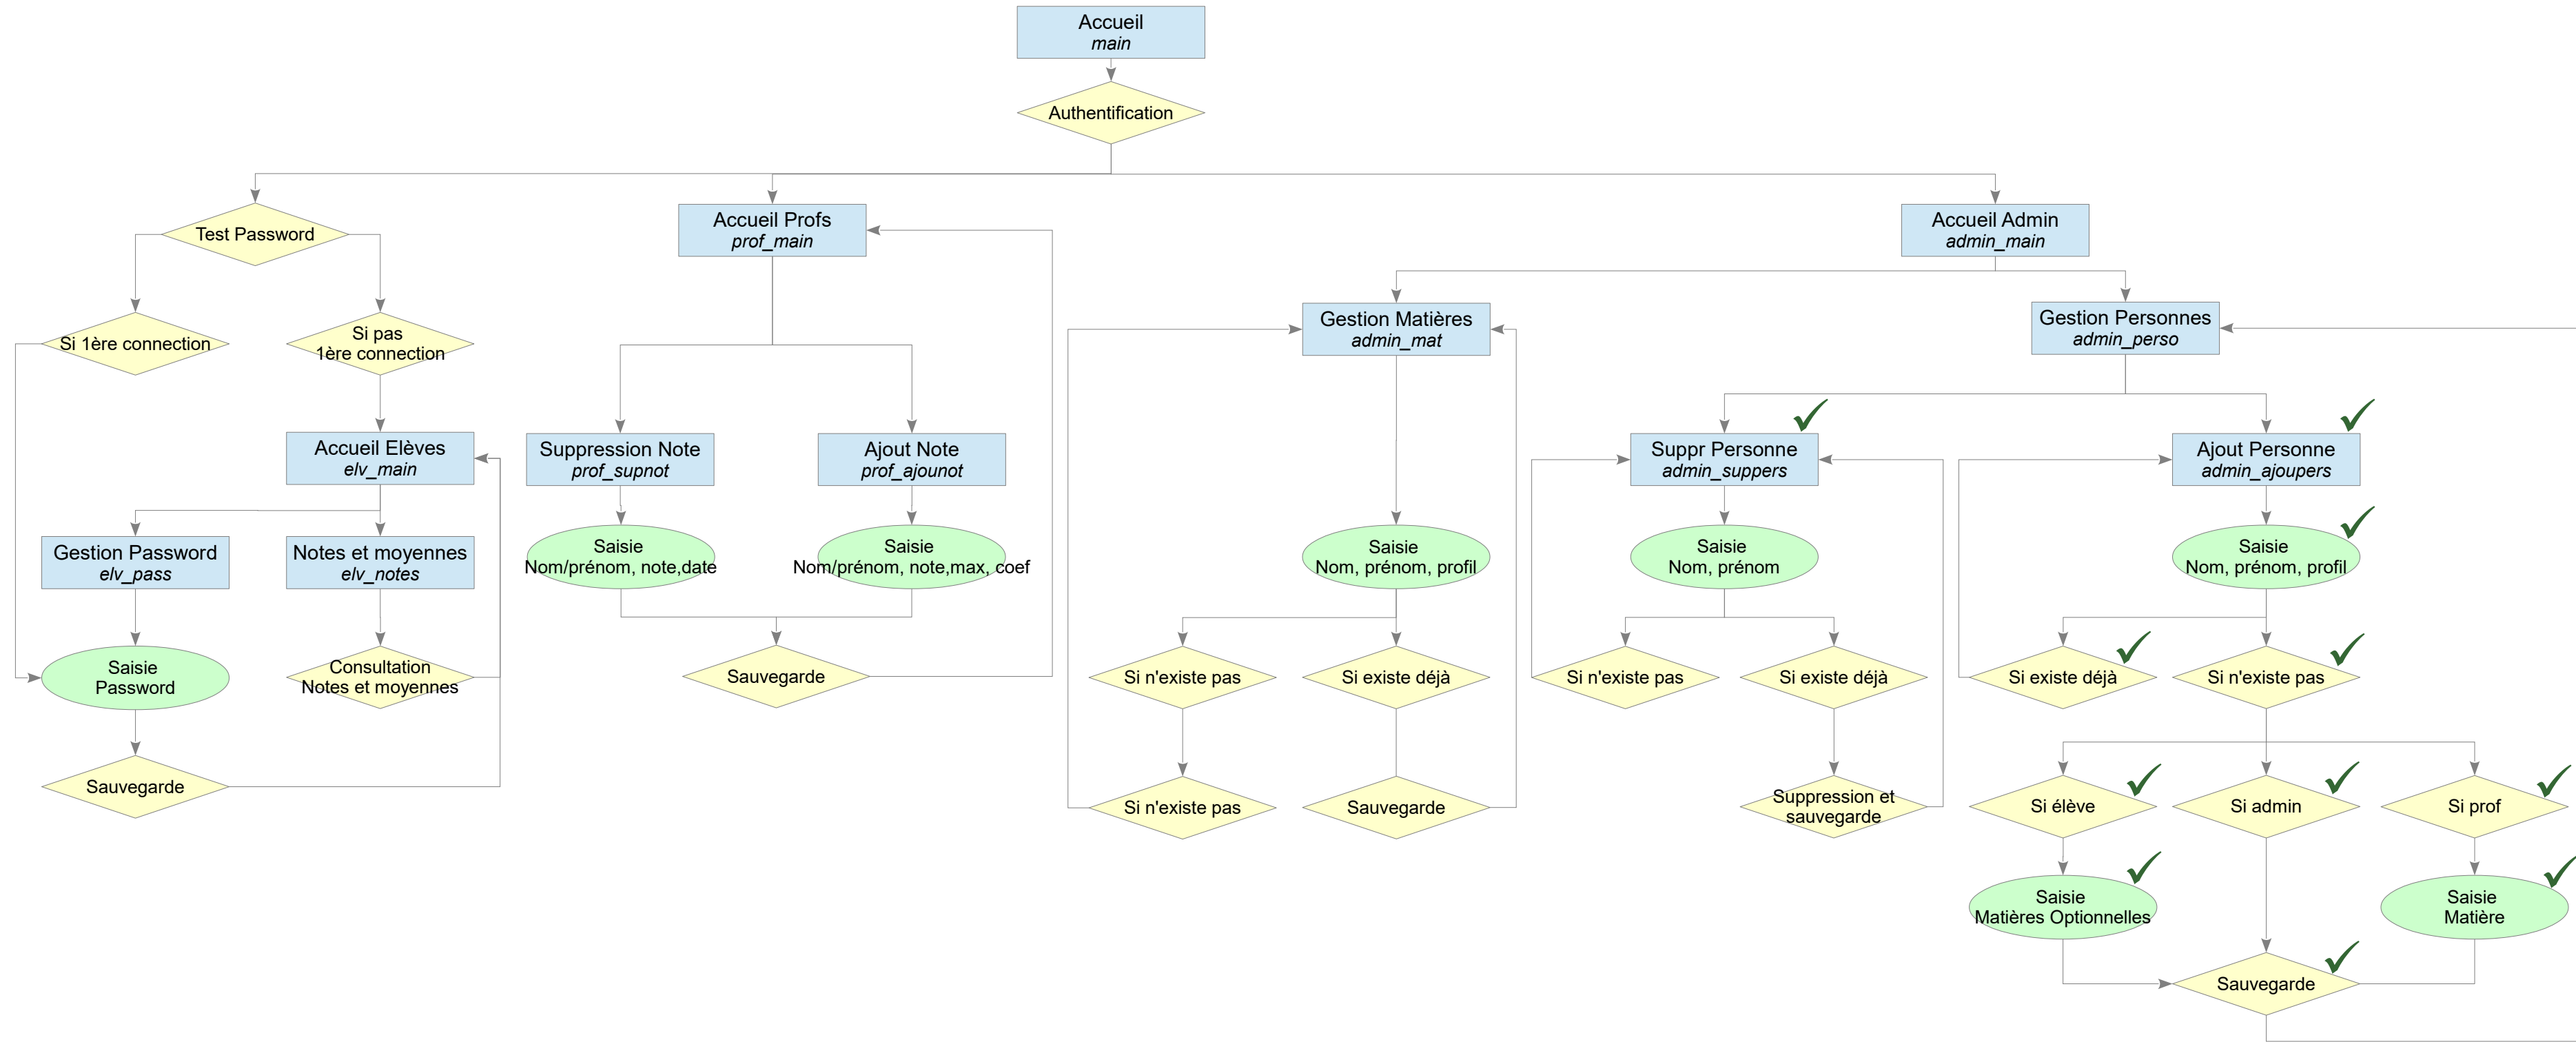 Accueil
main
Authentification
Test Password
Accueil Profs
prof_main
Accueil Admin
admin_main
Si 1ère connection
Si pas
1ère connection
Gestion Matières
admin_mat
Gestion Personnes
admin_perso
Accueil Elèves
elv_main
Suppression Note
prof_supnot
Ajout Note
prof_ajounot
Suppr Personne
admin_suppers
Ajout Personne
admin_ajoupers
Gestion Password
elv_pass
Notes et moyennes
elv_notes
Saisie
Nom/prénom, note,date
Saisie
Nom/prénom, note,max, coef
Saisie
Nom, prénom, profil
Saisie
Nom, prénom
Saisie
Nom, prénom, profil
Saisie
Password
Consultation
Notes et moyennes
Sauvegarde
Si n'existe pas
Si existe déjà
Si n'existe pas
Si existe déjà
Si existe déjà
Si n'existe pas
Sauvegarde
Si n'existe pas
Sauvegarde
Suppression et
sauvegarde
Si élève
Si admin
Si prof
Saisie
Matières Optionnelles
Saisie
Matière
Sauvegarde